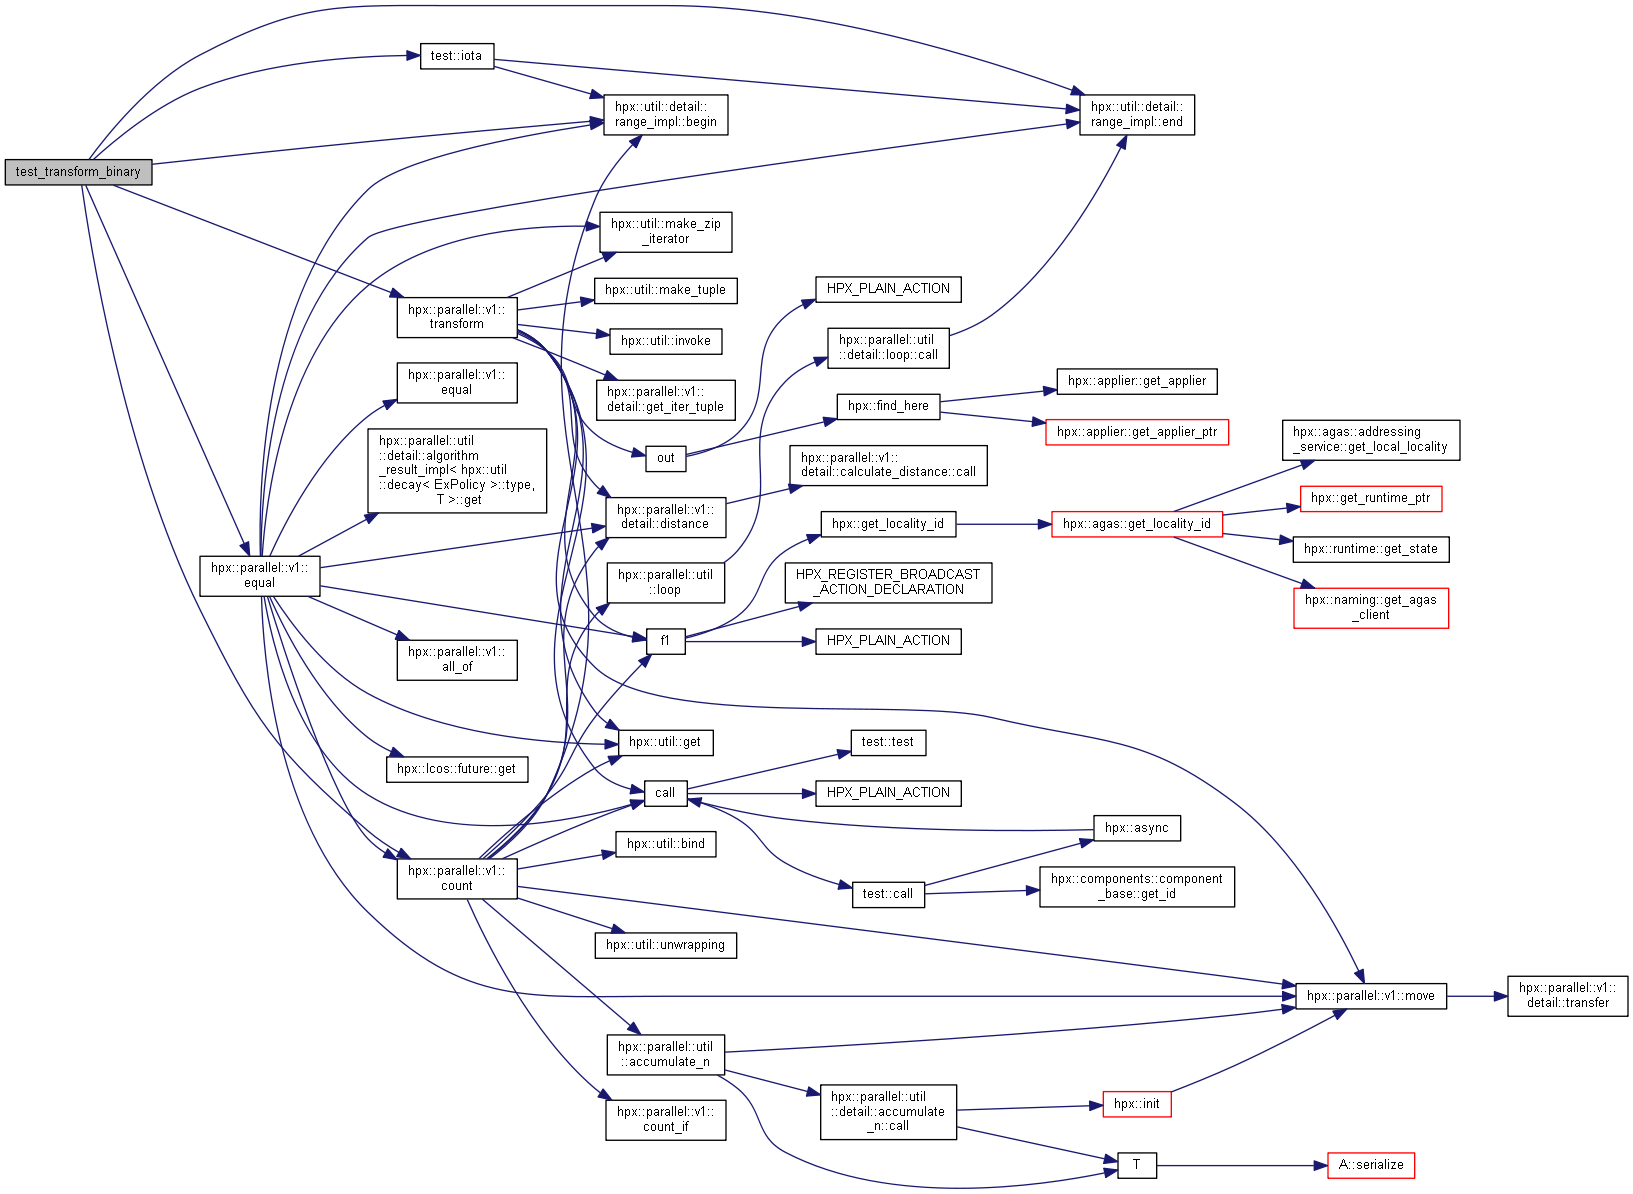 test_transform_binary
test::iota
hpx::util::detail::
range_impl::begin
hpx::util::detail::
range_impl::end
hpx::util::make_zip
_iterator
hpx::parallel::v1::
transform
hpx::util::make_tuple
hpx::util::invoke
hpx::parallel::v1::
detail::get_iter_tuple
hpx::parallel::v1::
equal
hpx::parallel::util
::detail::algorithm
_result_impl< hpx::util
::decay< ExPolicy >::type,
T >::get
out
HPX_PLAIN_ACTION
hpx::parallel::util
::detail::loop::call
hpx::find_here
hpx::applier::get_applier
hpx::applier::get_applier_ptr
hpx::parallel::v1::
detail::calculate_distance::call
hpx::parallel::v1::
detail::distance
hpx::get_locality_id
hpx::agas::get_locality_id
hpx::agas::addressing
_service::get_local_locality
hpx::get_runtime_ptr
hpx::runtime::get_state
hpx::naming::get_agas
_client
hpx::parallel::v1::
equal
hpx::parallel::util
::loop
HPX_REGISTER_BROADCAST
_ACTION_DECLARATION
f1
HPX_PLAIN_ACTION
hpx::parallel::v1::
all_of
hpx::util::get
hpx::lcos::future::get
test::test
call
HPX_PLAIN_ACTION
hpx::async
hpx::util::bind
hpx::parallel::v1::
count
test::call
hpx::components::component
_base::get_id
hpx::util::unwrapping
hpx::parallel::v1::move
hpx::parallel::v1::
detail::transfer
hpx::parallel::util
::accumulate_n
hpx::parallel::util
::detail::accumulate
_n::call
hpx::init
hpx::parallel::v1::
count_if
T
A::serialize